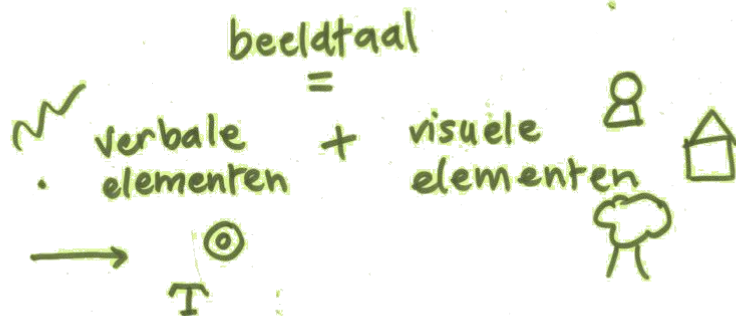 beeldtaal
=
verbale + visuele
elementen elementen
T